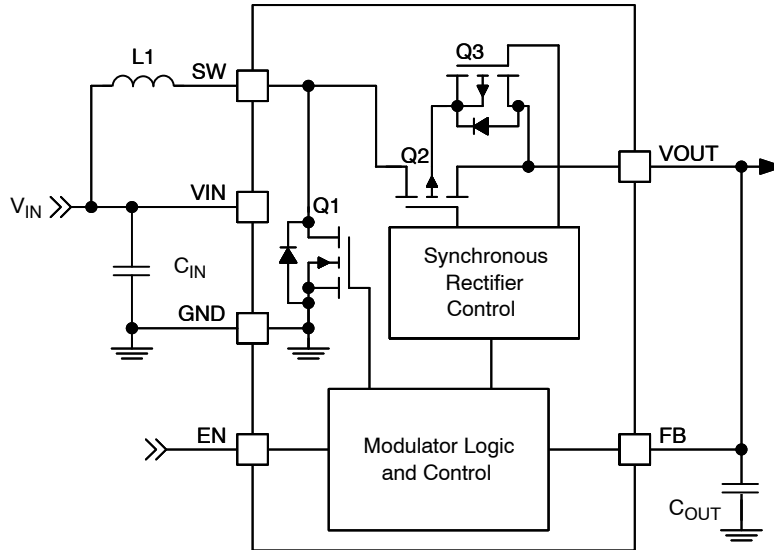 L1
SW
Q3
Q2
VOUT
VIN
VIN
Q1
CIN
Synchronous
Rectifier
Control
GND
EN
Modulator Logic
and Control
FB
COUT